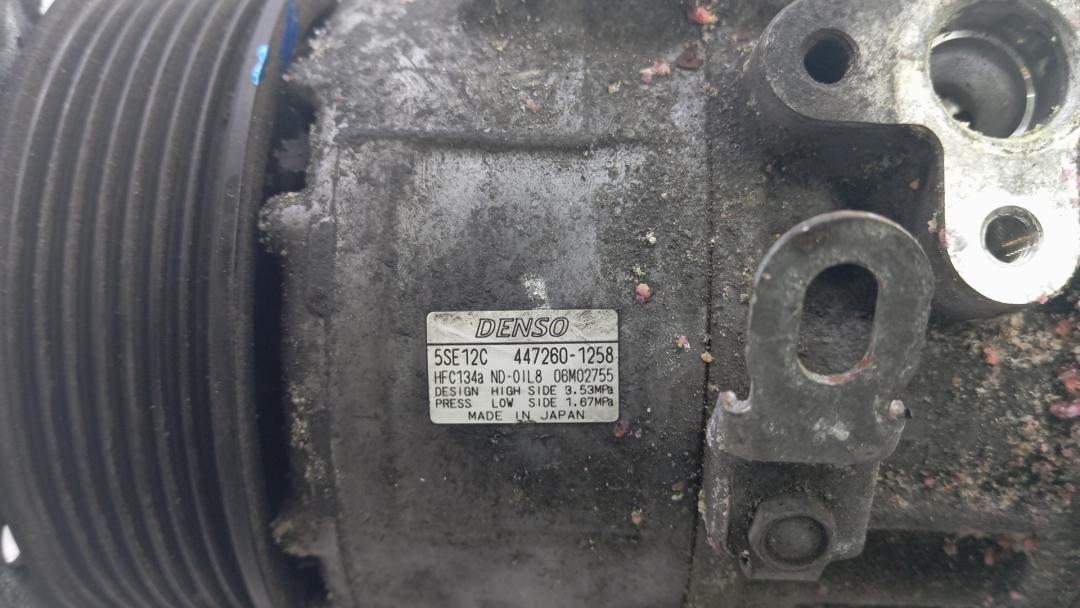 DENSO
5SE12C 447260-1258
HFC134a ND-OIL8 06M02755
DESIGN HIGH SIDE 3.53MPa
PRESS LOW SIDE 1.67MPa
MADE IN JAPAN